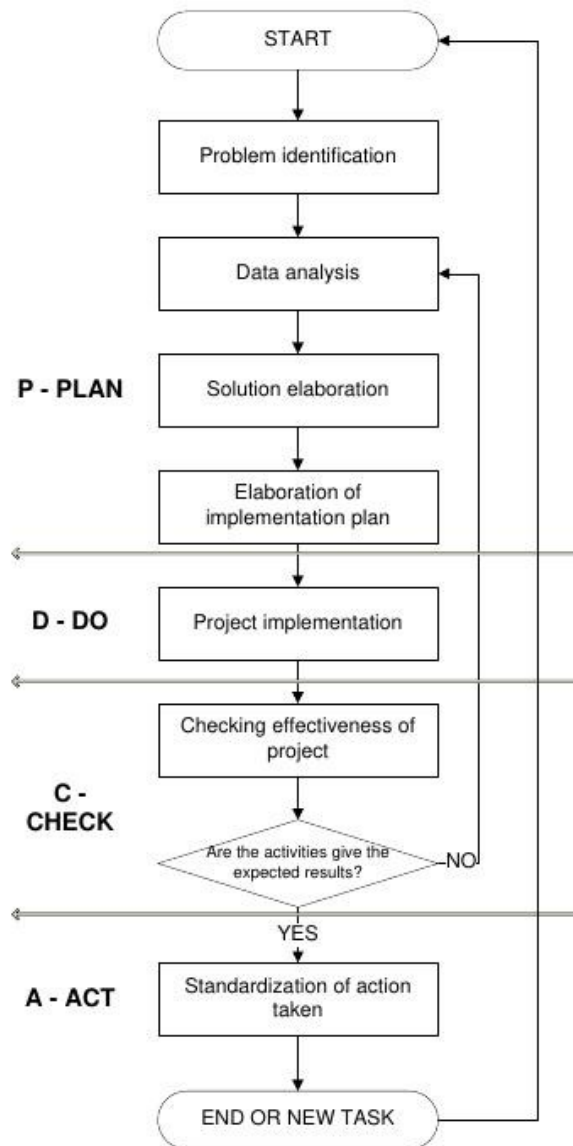 START
Problem identification
Data analysis
P - PLAN
Solution elaboration
Elaboration of
implementation plan
D - DO
Project implementation
Checking effectiveness of
project
C -
CHECK
Are the activities give the
expected results?
NO
YES
A - ACT
Standardization of action
taken
END OR NEW TASK